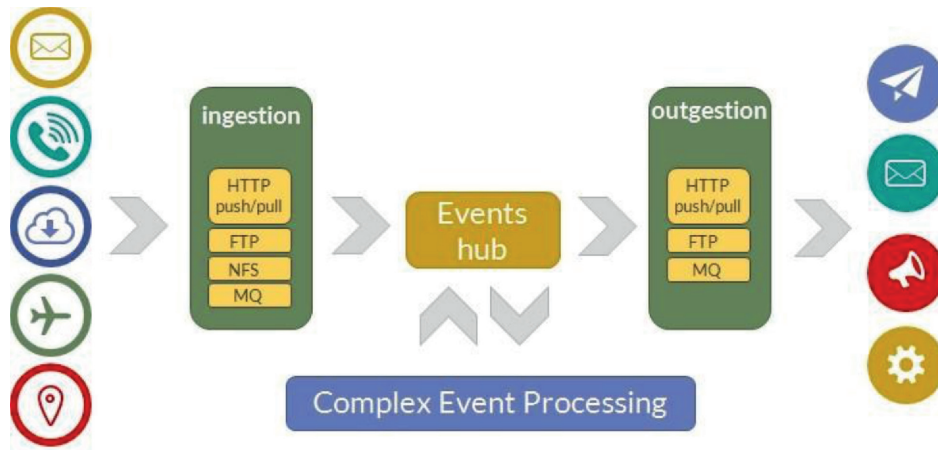 ingestion
HTTP
push/pull
FTP
NFS
MQ
Events
hub
outgestion
HTTP
push/pull
FTP
MQ
Complex Event Processing